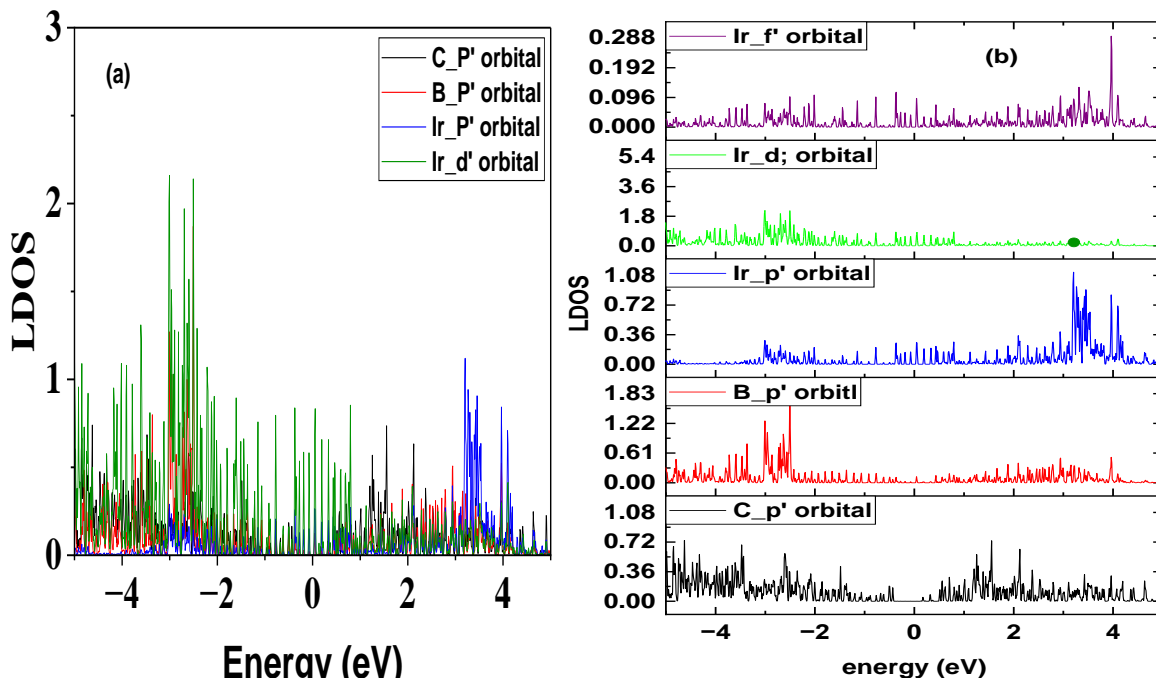 3
2
1
0
LDOS
(a)
C_P' orbital
B_P' orbital
Ir_P' orbital
Ir_d' orbital
−4
−2
0
2
4
Energy (eV)
Ir_f' orbital
(b)
0.288
0.192
0.096
0.000
Ir_d; orbital
5.4
3.6
1.8
0.0
Ir_p' orbital
1.08
0.72
0.36
0.00
LDOS
B_p' orbitl
1.83
1.22
0.61
0.00
C_p' orbital
1.08
0.72
0.36
0.00
−4
−2
0
2
4
energy (eV)